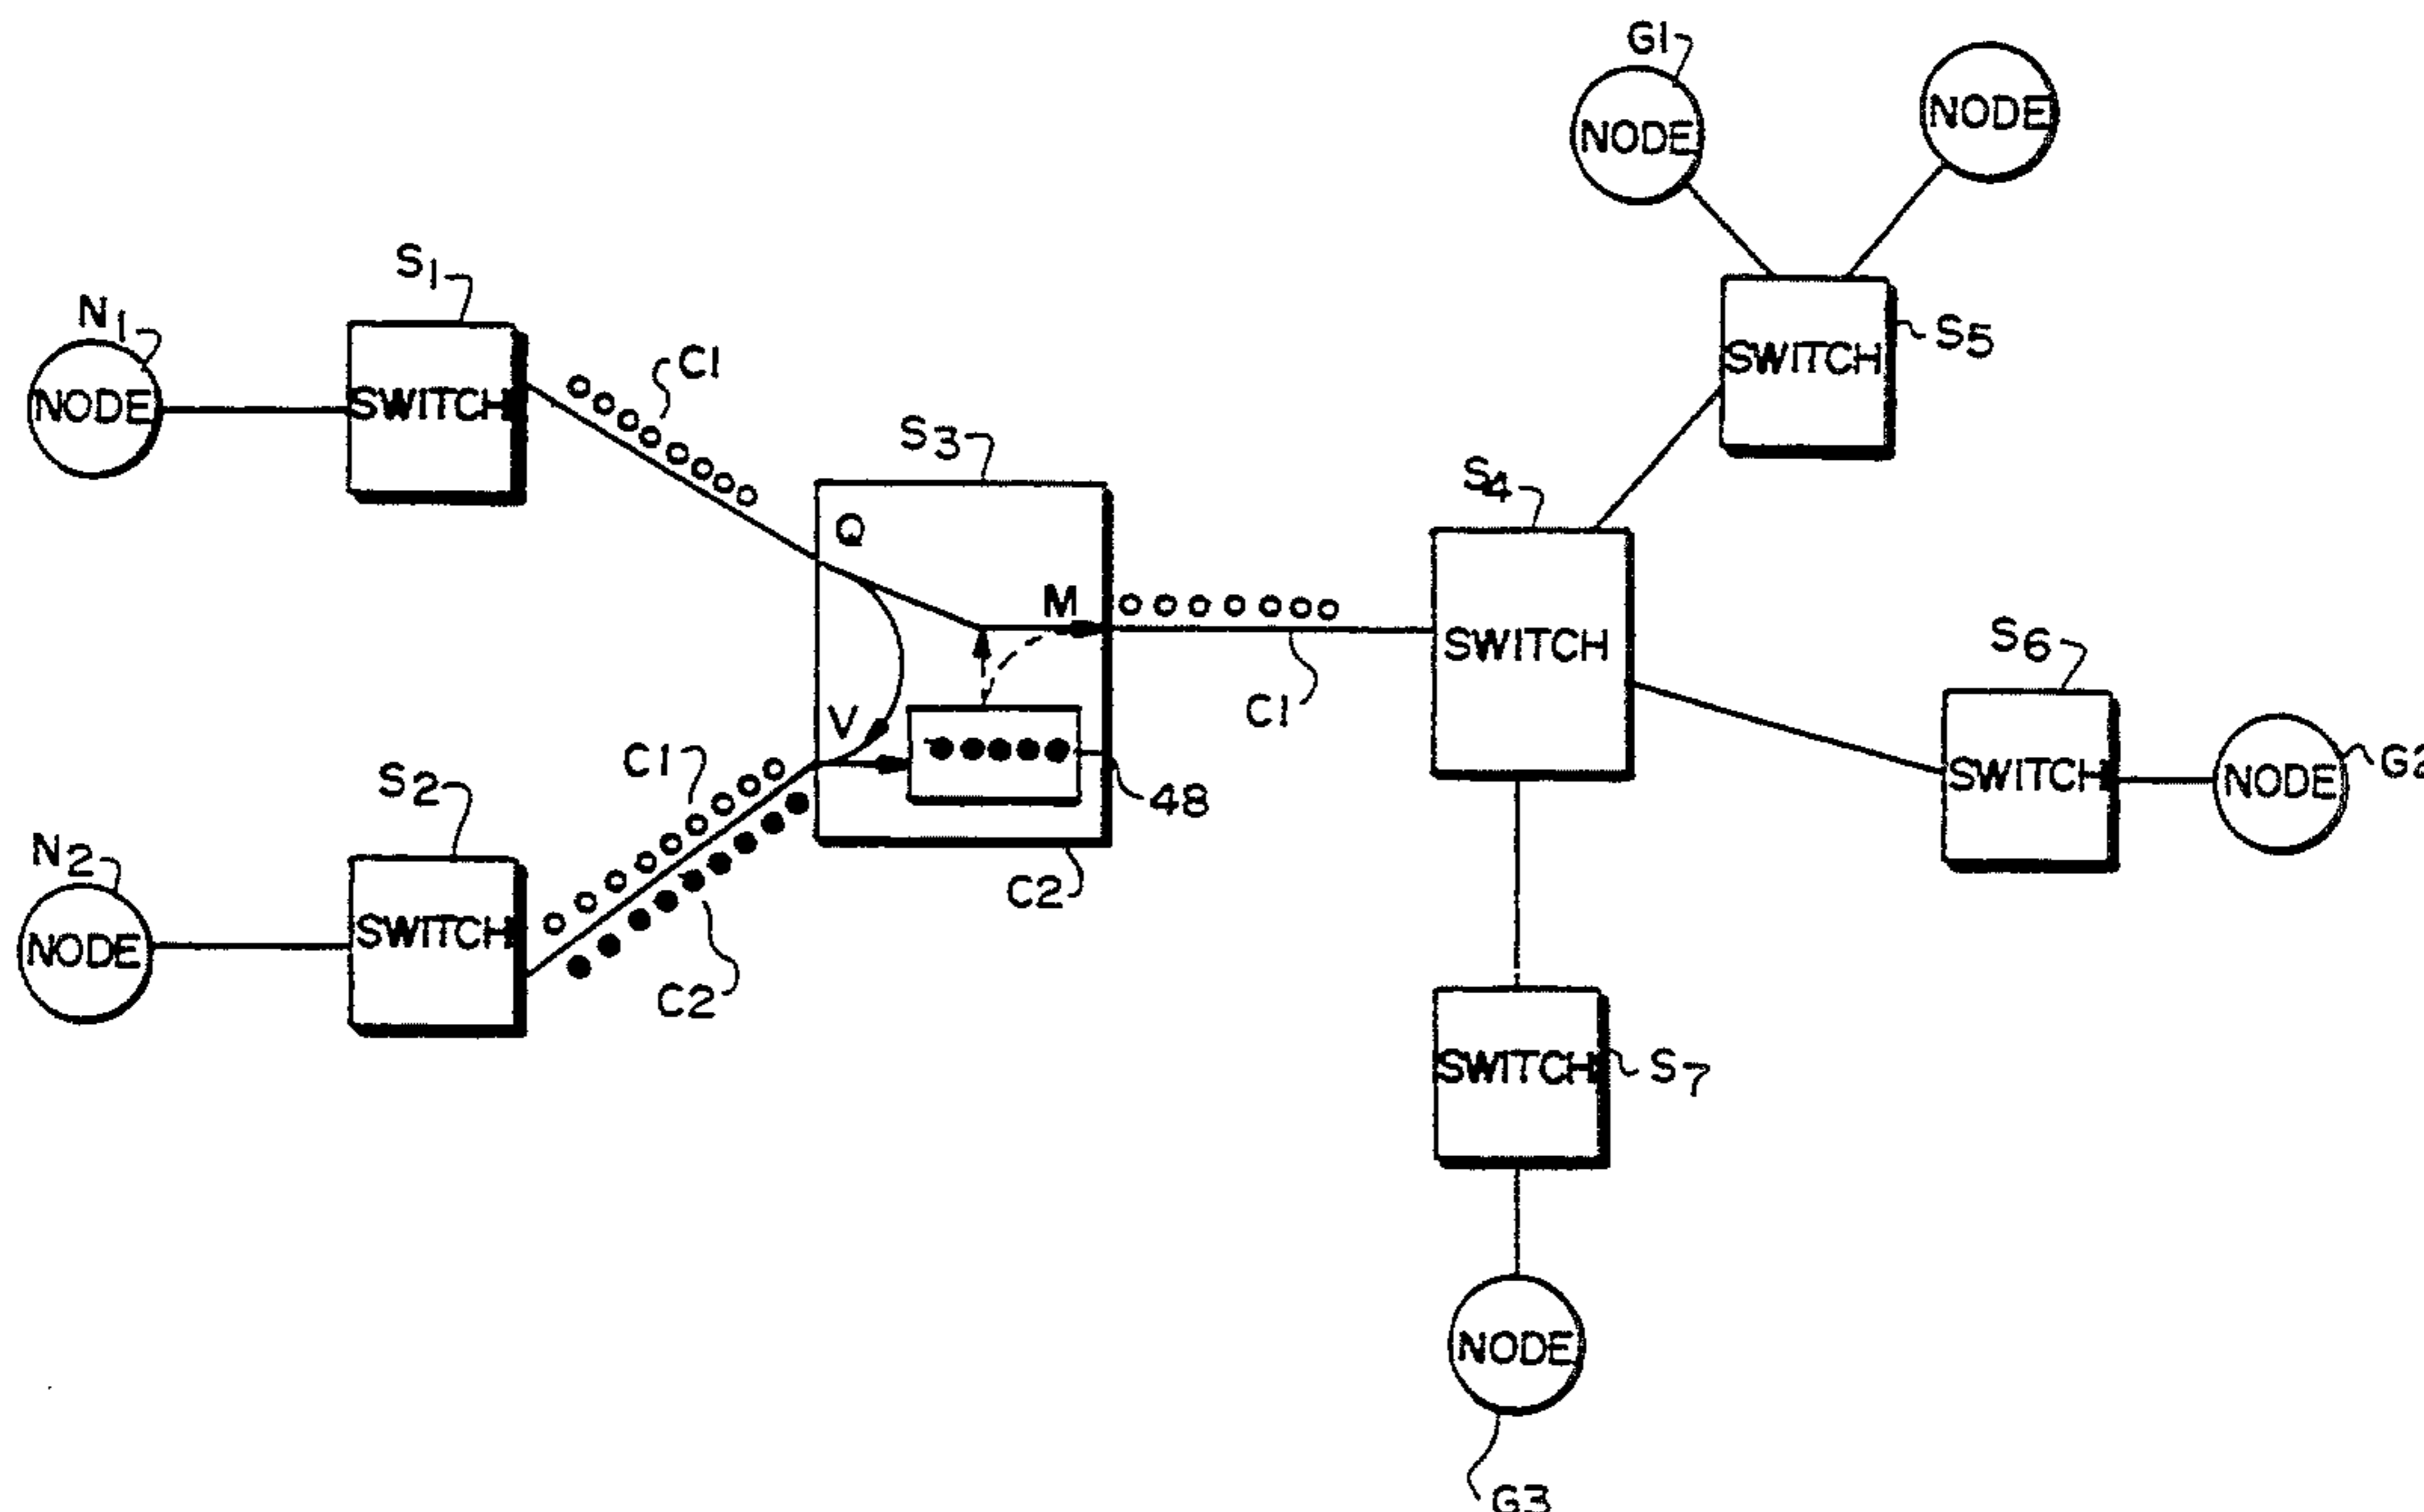 G1
NODE
NODE
S1
N1
NODE
SWITCH
C1
S5
SWITCH
S3
Q
M
S4
SWITCH
C1
S6
SWITCH
NODE
G2
V
48
C2
C1
S2
N2
NODE
SWITCH
C2
SWITCH
S7
NODE
G3